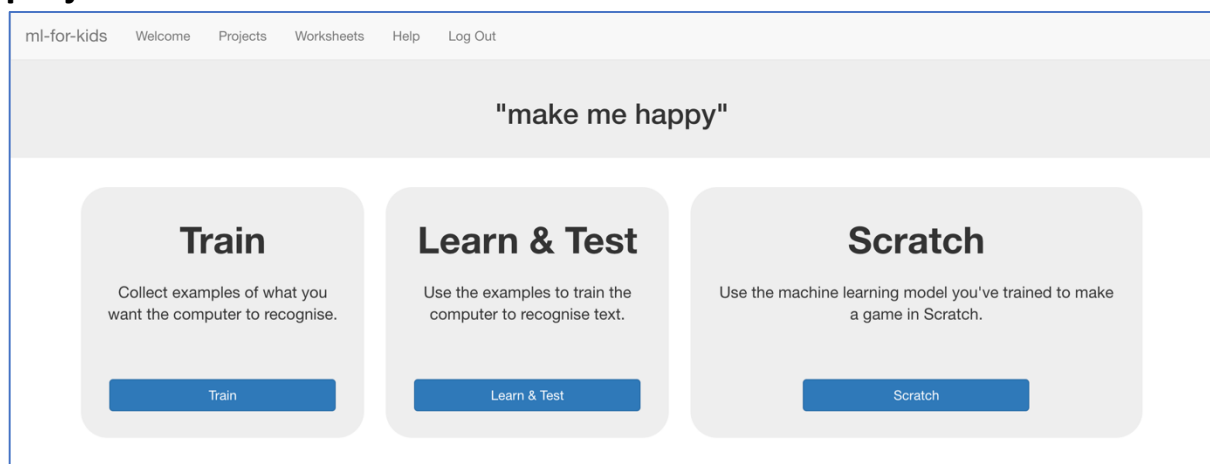 ml-for-kids Welcome Projects Worksheets Help Log Out
"make me happy"
Train
Collect examples of what you
want the computer to recognise.
Train
Learn & Test
Use the examples to train the
computer to recognise text.
Learn & Test
Scratch
Use the machine learning model you've trained to make
a game in Scratch.
Scratch